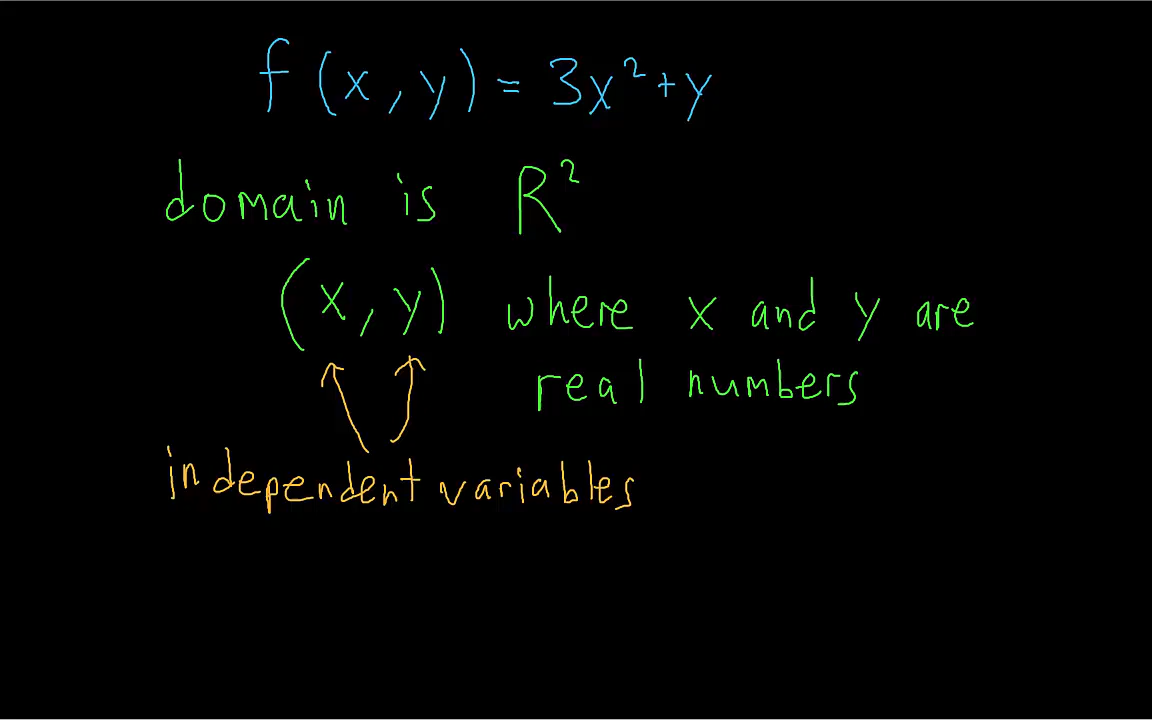 f(x, y) = 3x² + y
domain is R²
(x, y) where x and y are
real numbers
independent variables